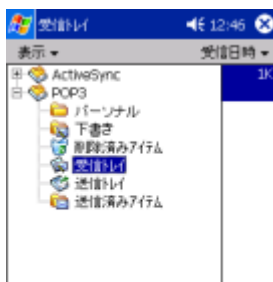 受信トレイ 12:46
表示 受信日時
ActiveSync 1K
POP3
パーソナル
下書き
削除済みアイテム
受信トレイ
送信トレイ
送信済みアイテム